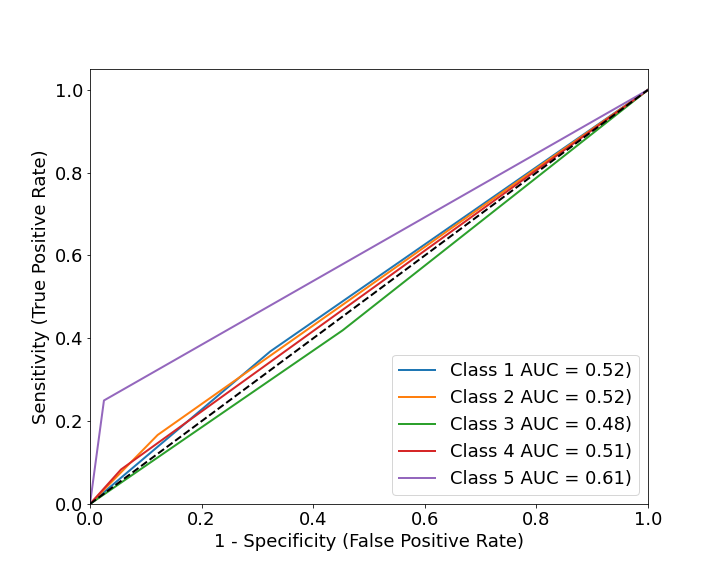 1.0
0.8
0.6
0.4
0.2
0.0
Sensitivity (True Positive Rate)
Class 1 AUC = 0.52)
Class 2 AUC = 0.52)
Class 3 AUC = 0.48)
Class 4 AUC = 0.51)
Class 5 AUC = 0.61)
0.0 0.2 0.4 0.6 0.8 1.0
1 - Specificity (False Positive Rate)